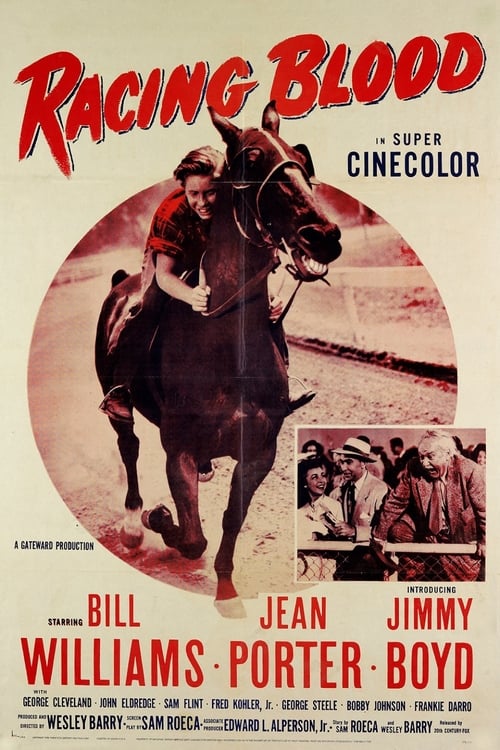 RACING BLOOD
IN SUPER
CINECOLOR
A GATEWARD PRODUCTION
STARRING BILL WILLIAMS · JEAN PORTER · INTRODUCING JIMMY BOYD
WITH
GEORGE CLEVELAND · JOHN ELDREDGE · SAM FLINT · FRED KOHLER, Jr. · GEORGE STEELE · BOBBY JOHNSON · FRANKIE DARRO
PRODUCED AND DIRECTED BY WESLEY BARRY · SCREEN PLAY BY SAM ROECA · ASSOCIATE PRODUCER EDWARD L. ALPERSON, Jr. · Story by SAM ROECA and WESLEY BARRY
Released by 20th CENTURY-FOX